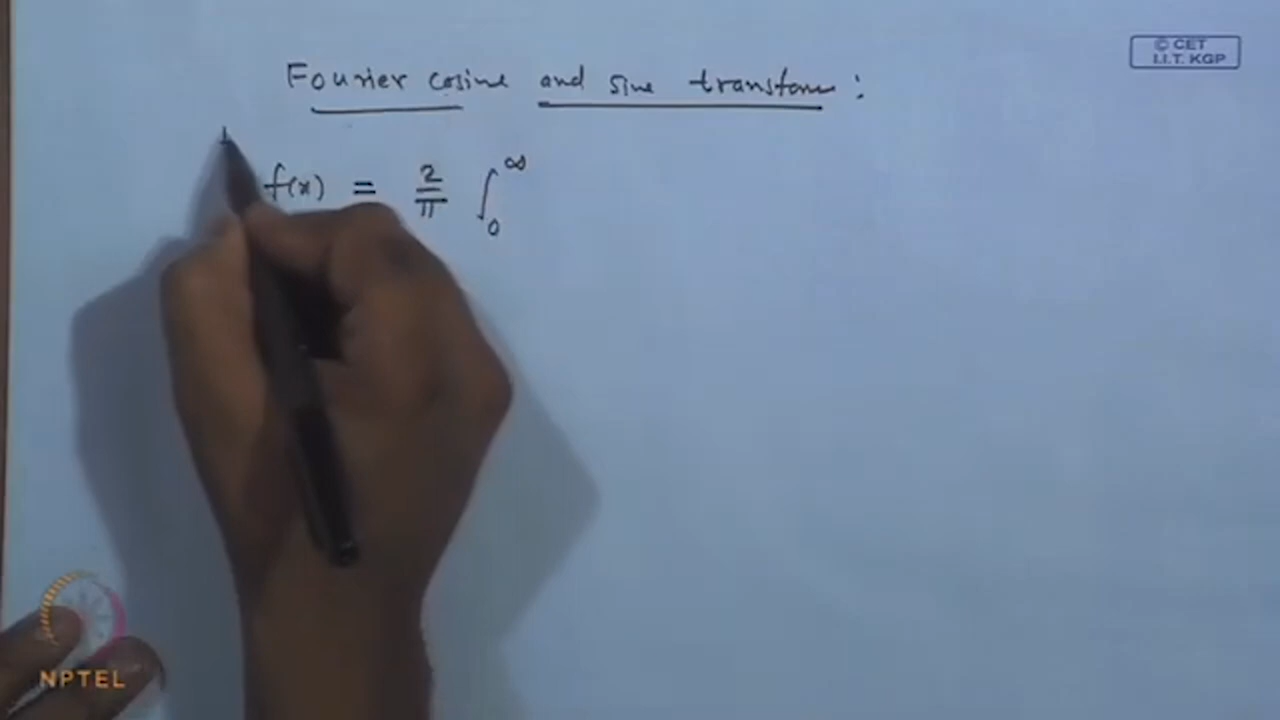 © CET
I.I.T. KGP
Fourier cosine and sine transform :
f(x) = 2/π ∫₀^∞
NPTEL